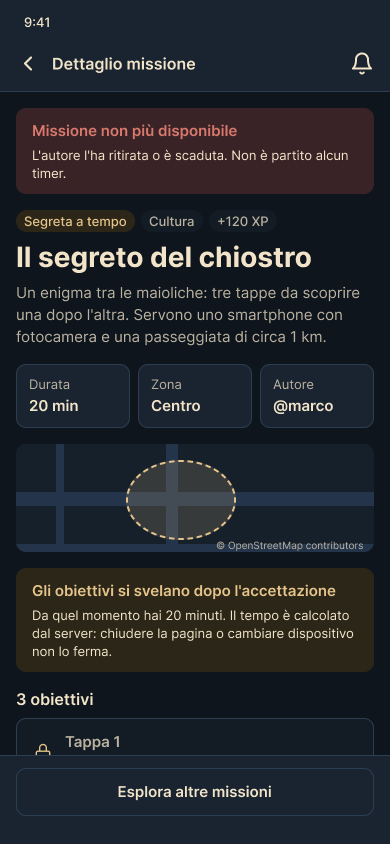 9:41
Dettaglio missione
Missione non più disponibile
L'autore l'ha ritirata o è scaduta. Non è partito alcun
timer.
Segreta a tempo
Cultura
+120 XP
Il segreto del chiostro
Un enigma tra le maioliche: tre tappe da scoprire
una dopo l'altra. Servono uno smartphone con
fotocamera e una passeggiata di circa 1 km.
Durata
20 min
Zona
Centro
Autore
@marco
© OpenStreetMap contributors
Gli obiettivi si svelano dopo l'accettazione
Da quel momento hai 20 minuti. Il tempo è calcolato
dal server: chiudere la pagina o cambiare dispositivo
non lo ferma.
3 obiettivi
Tappa 1
Esplora altre missioni